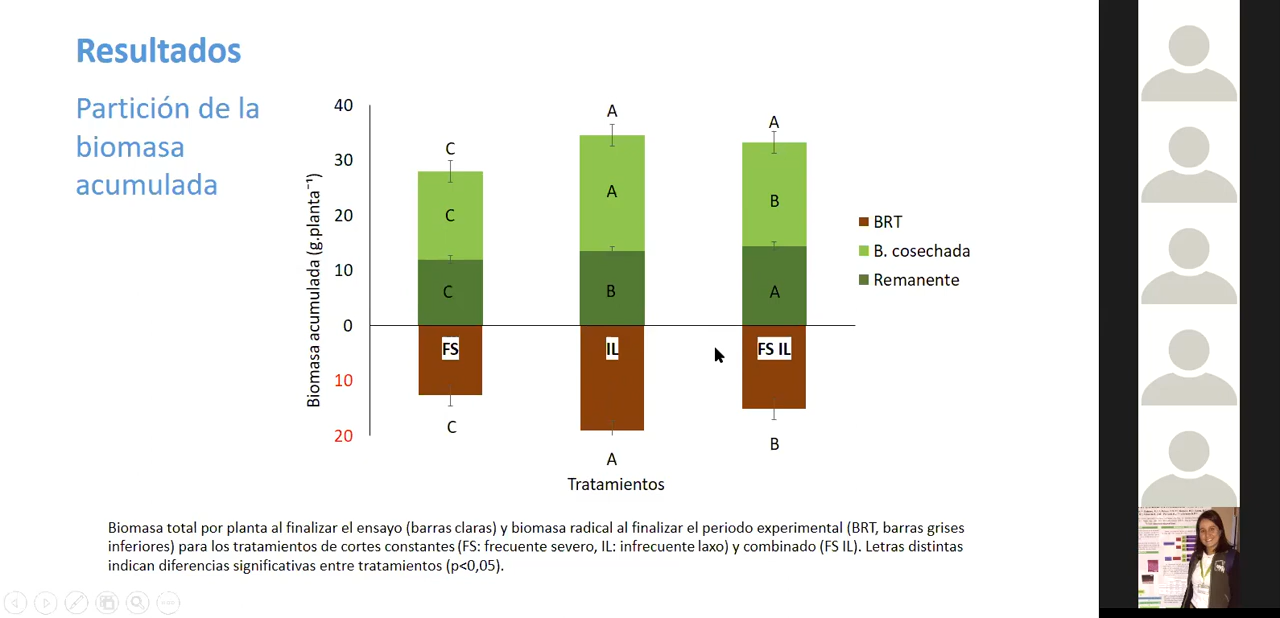 Resultados
Partición de la
biomasa
acumulada
Biomasa acumulada (g.planta⁻¹)
40
30
20
10
0
10
20
C
C
C
FS
C
A
A
B
IL
A
A
B
A
FS IL
B
Tratamientos
BRT
B. cosechada
Remanente
Biomasa total por planta al finalizar el ensayo (barras claras) y biomasa radical al finalizar el periodo experimental (BRT, barras grises
inferiores) para los tratamientos de cortes constantes (FS: frecuente severo, IL: infrecuente laxo) y combinado (FS IL). Letras distintas
indican diferencias significativas entre tratamientos (p<0,05).